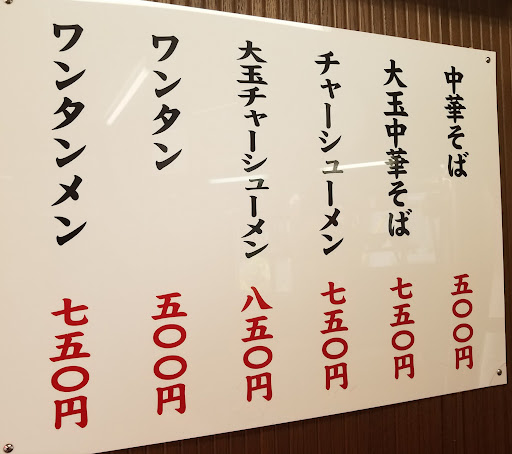 中華そば 五〇〇円
大玉中華そば 七五〇円
チャーシューメン 七五〇円
大玉チャーシューメン 八五〇円
ワンタン 五〇〇円
ワンタンメン 七五〇円